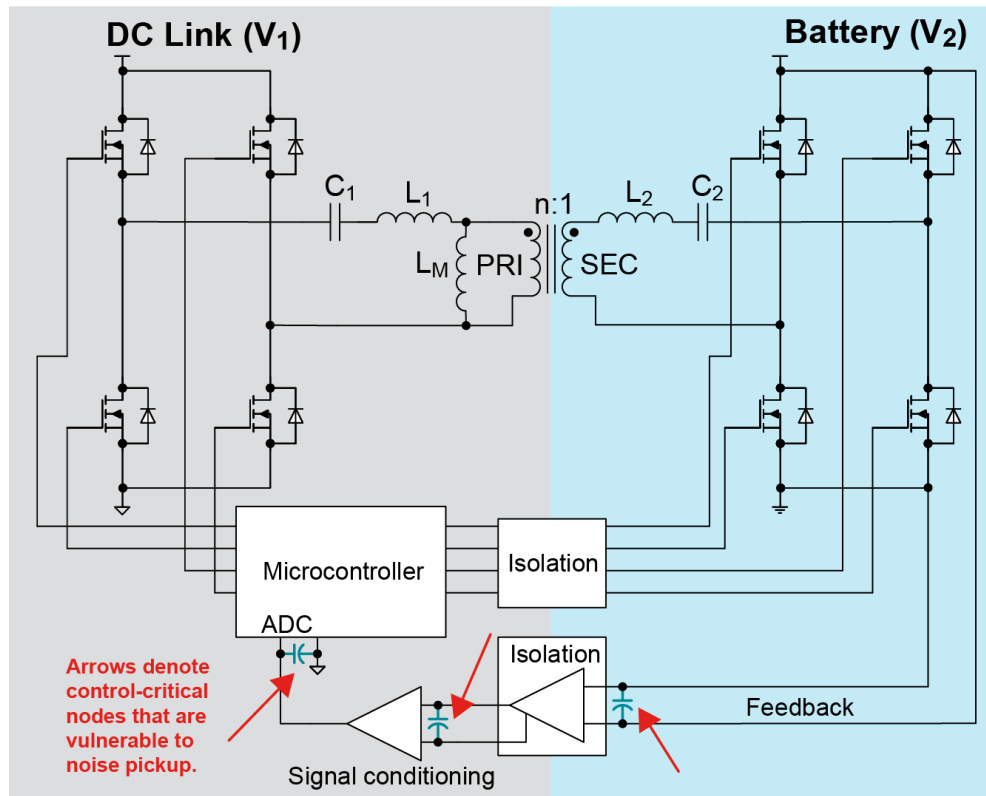 DC Link (V₁)
Battery (V₂)
C₁
L₁
n:1
L₂
C₂
L_M
PRI
SEC
Microcontroller
Isolation
ADC
Isolation
Arrows denote
control-critical
nodes that are
vulnerable to
noise pickup.
Feedback
Signal conditioning